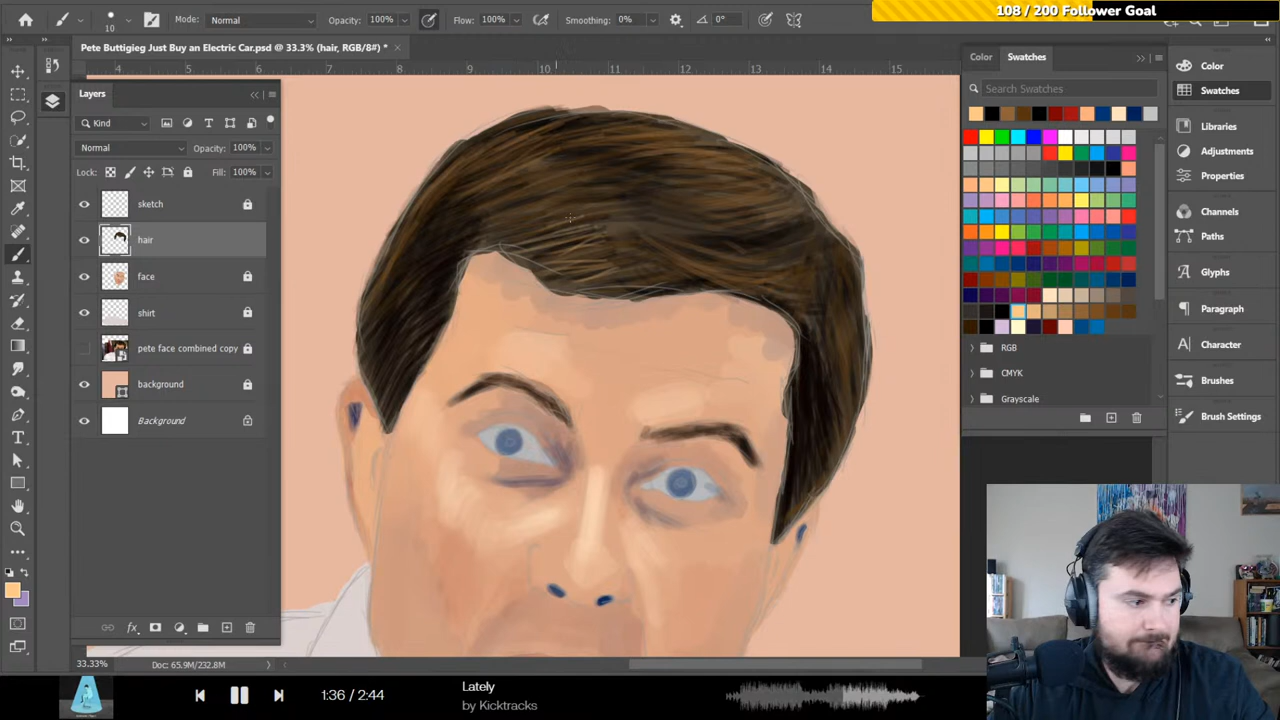 108 / 200 Follower Goal
10
Mode: Normal
Opacity: 100%
Flow: 100%
Smoothing: 0%
0°
Pete Buttigieg Just Buy an Electric Car.psd @ 33.3% (hair, RGB/8#) *
4 5 6 7 8 9 10 11 12 13 14 15
Layers
Kind
Normal
Opacity: 100%
Lock:
Fill: 100%
sketch
hair
face
shirt
pete face combined copy
background
Background
33.33%
Doc: 65.9M/232.8M
Color
Swatches
Search Swatches
RGB
CMYK
Grayscale
Color
Swatches
Libraries
Adjustments
Properties
Channels
Paths
Glyphs
Paragraph
Character
Brushes
Brush Settings
1:36 / 2:44
Lately
by Kicktracks